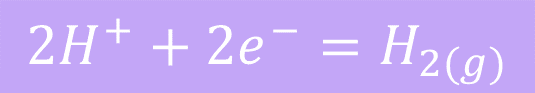 2H⁺ + 2e⁻ = H₂₍g₎